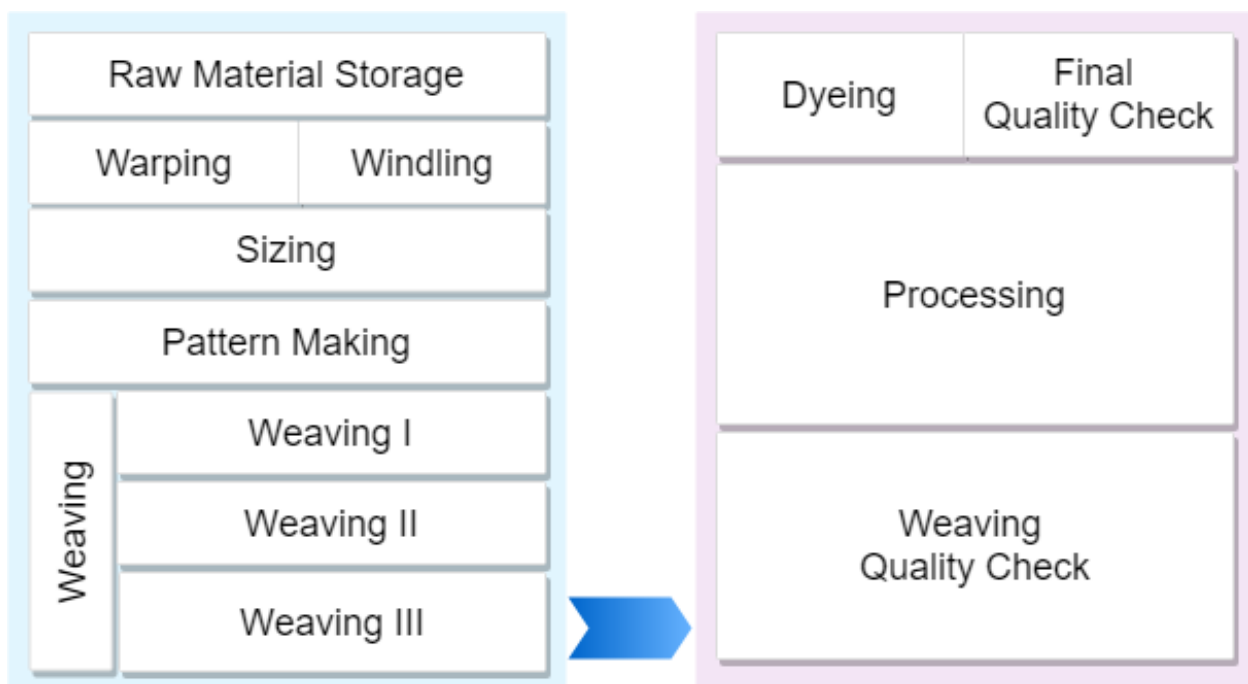 Raw Material Storage
Warping
Windling
Sizing
Pattern Making
Weaving
Weaving I
Weaving II
Weaving III
Dyeing
Final
Quality Check
Processing
Weaving
Quality Check